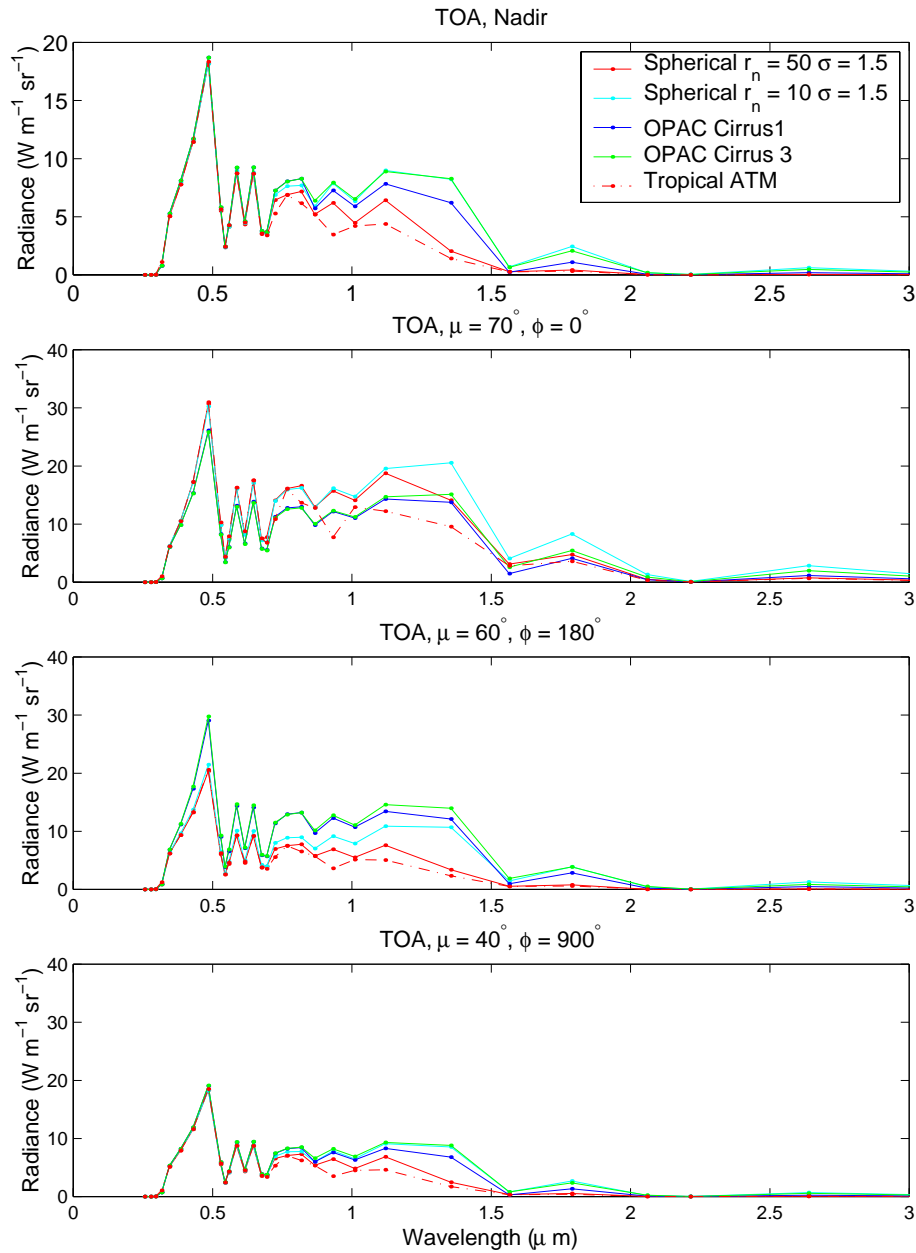 TOA, Nadir
Radiance (W m⁻¹ sr⁻¹)
20
15
10
5
0
Spherical r_n = 50 σ = 1.5
Spherical r_n = 10 σ = 1.5
OPAC Cirrus1
OPAC Cirrus 3
Tropical ATM
0 0.5 1 1.5 2 2.5 3
TOA, μ = 70°, φ = 0°
Radiance (W m⁻¹ sr⁻¹)
40
30
20
10
0
0 0.5 1 1.5 2 2.5 3
TOA, μ = 60°, φ = 180°
Radiance (W m⁻¹ sr⁻¹)
40
30
20
10
0
0 0.5 1 1.5 2 2.5 3
TOA, μ = 40°, φ = 900°
Radiance (W m⁻¹ sr⁻¹)
40
30
20
10
0
0 0.5 1 1.5 2 2.5 3
Wavelength (μ m)